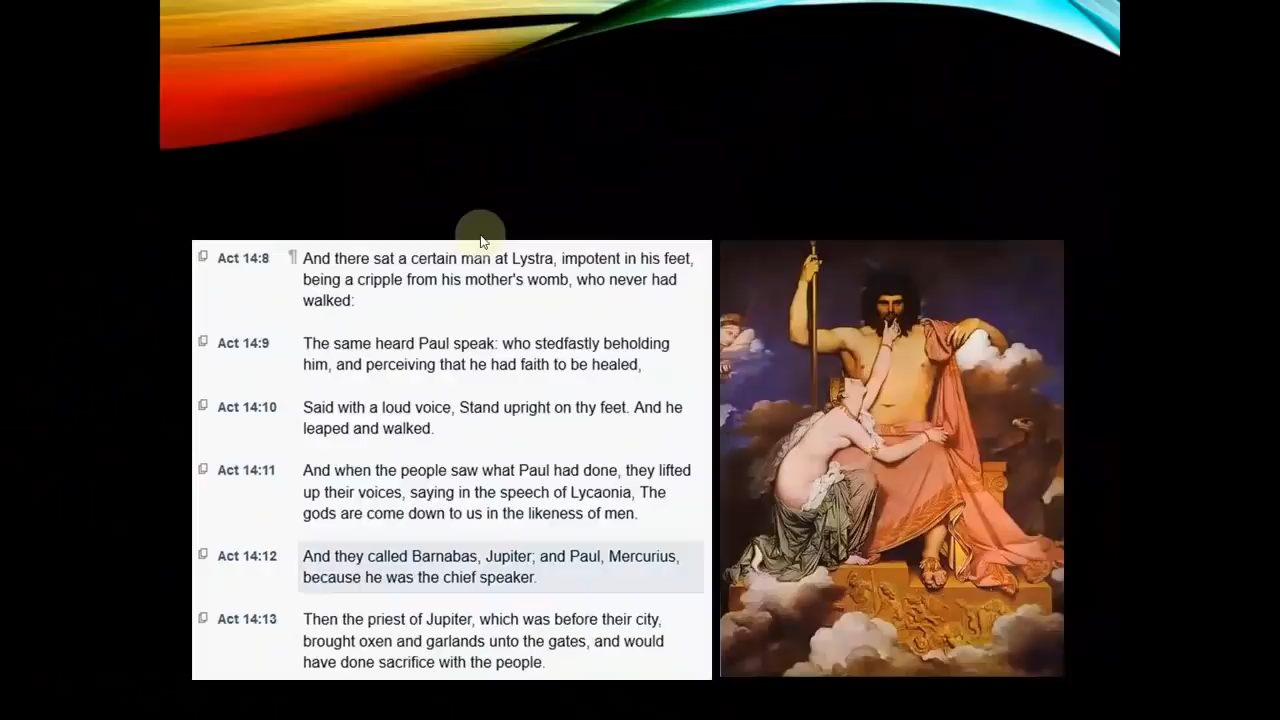 Act 14:8 ¶ And there sat a certain man at Lystra, impotent in his feet,
being a cripple from his mother's womb, who never had
walked:
Act 14:9 The same heard Paul speak: who stedfastly beholding
him, and perceiving that he had faith to be healed,
Act 14:10 Said with a loud voice, Stand upright on thy feet. And he
leaped and walked.
Act 14:11 And when the people saw what Paul had done, they lifted
up their voices, saying in the speech of Lycaonia, The
gods are come down to us in the likeness of men.
Act 14:12 And they called Barnabas, Jupiter; and Paul, Mercurius,
because he was the chief speaker.
Act 14:13 Then the priest of Jupiter, which was before their city,
brought oxen and garlands unto the gates, and would
have done sacrifice with the people.